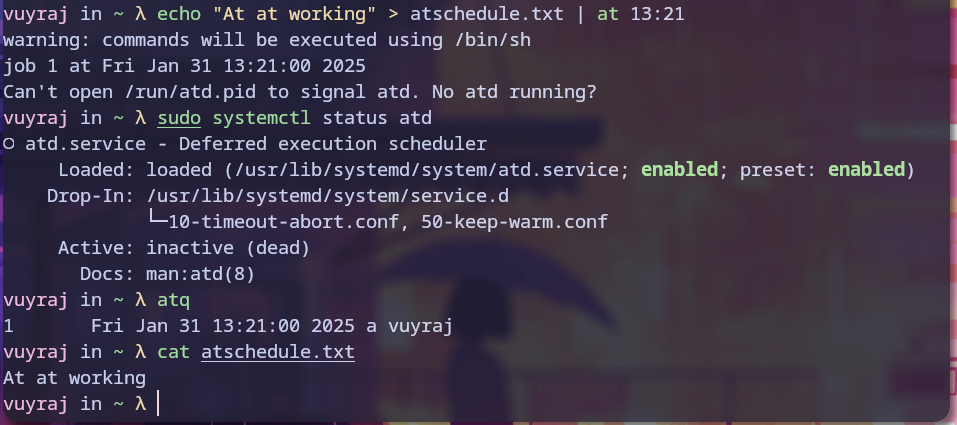 vuyraj in ~ λ echo "At at working" > atschedule.txt | at 13:21
warning: commands will be executed using /bin/sh
job 1 at Fri Jan 31 13:21:00 2025
Can't open /run/atd.pid to signal atd. No atd running?
vuyraj in ~ λ sudo systemctl status atd
○ atd.service - Deferred execution scheduler
     Loaded: loaded (/usr/lib/systemd/system/atd.service; enabled; preset: enabled)
    Drop-In: /usr/lib/systemd/system/service.d
             └─10-timeout-abort.conf, 50-keep-warm.conf
     Active: inactive (dead)
       Docs: man:atd(8)
vuyraj in ~ λ atq
1       Fri Jan 31 13:21:00 2025 a vuyraj
vuyraj in ~ λ cat atschedule.txt
At at working
vuyraj in ~ λ